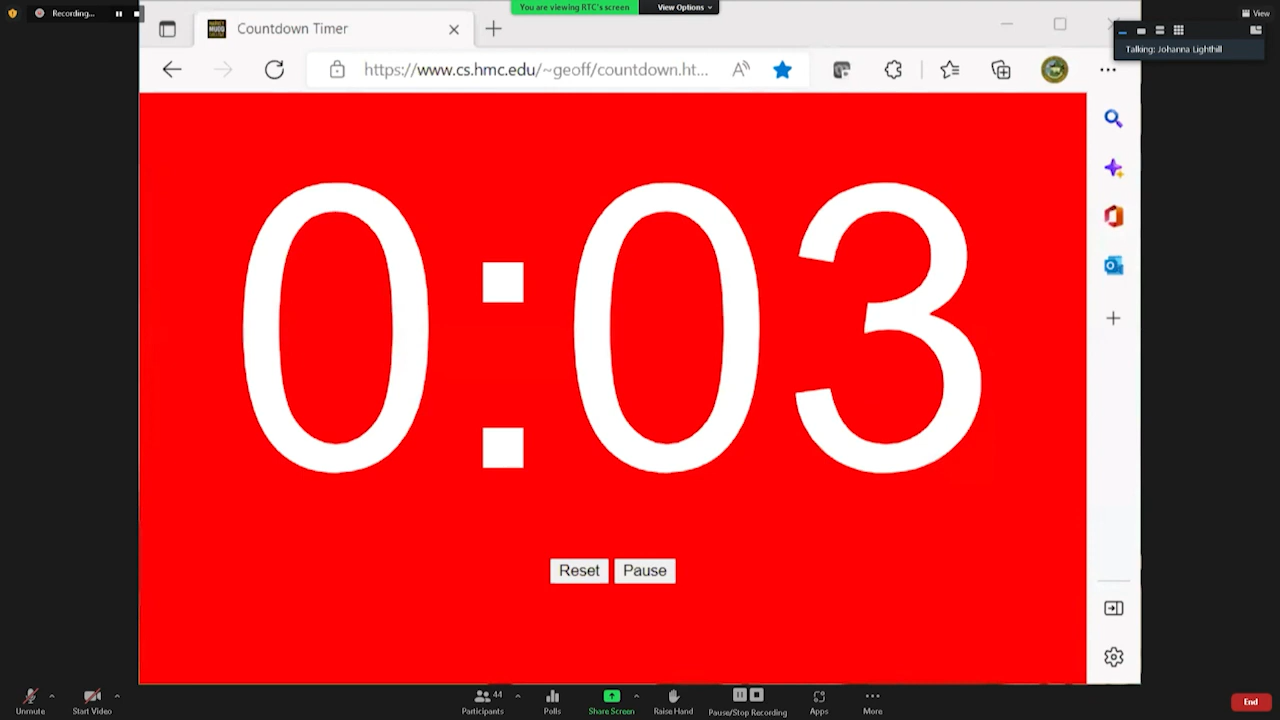 Recording...
You are viewing RTC's screen
View Options
View
Countdown Timer
Talking: Johanna Lighthill
https://www.cs.hmc.edu/~geoff/countdown.ht...
0:03
Reset
Pause
Unmute
Start Video
44
Participants
Polls
Share Screen
Raise Hand
Pause/Stop Recording
Apps
More
End